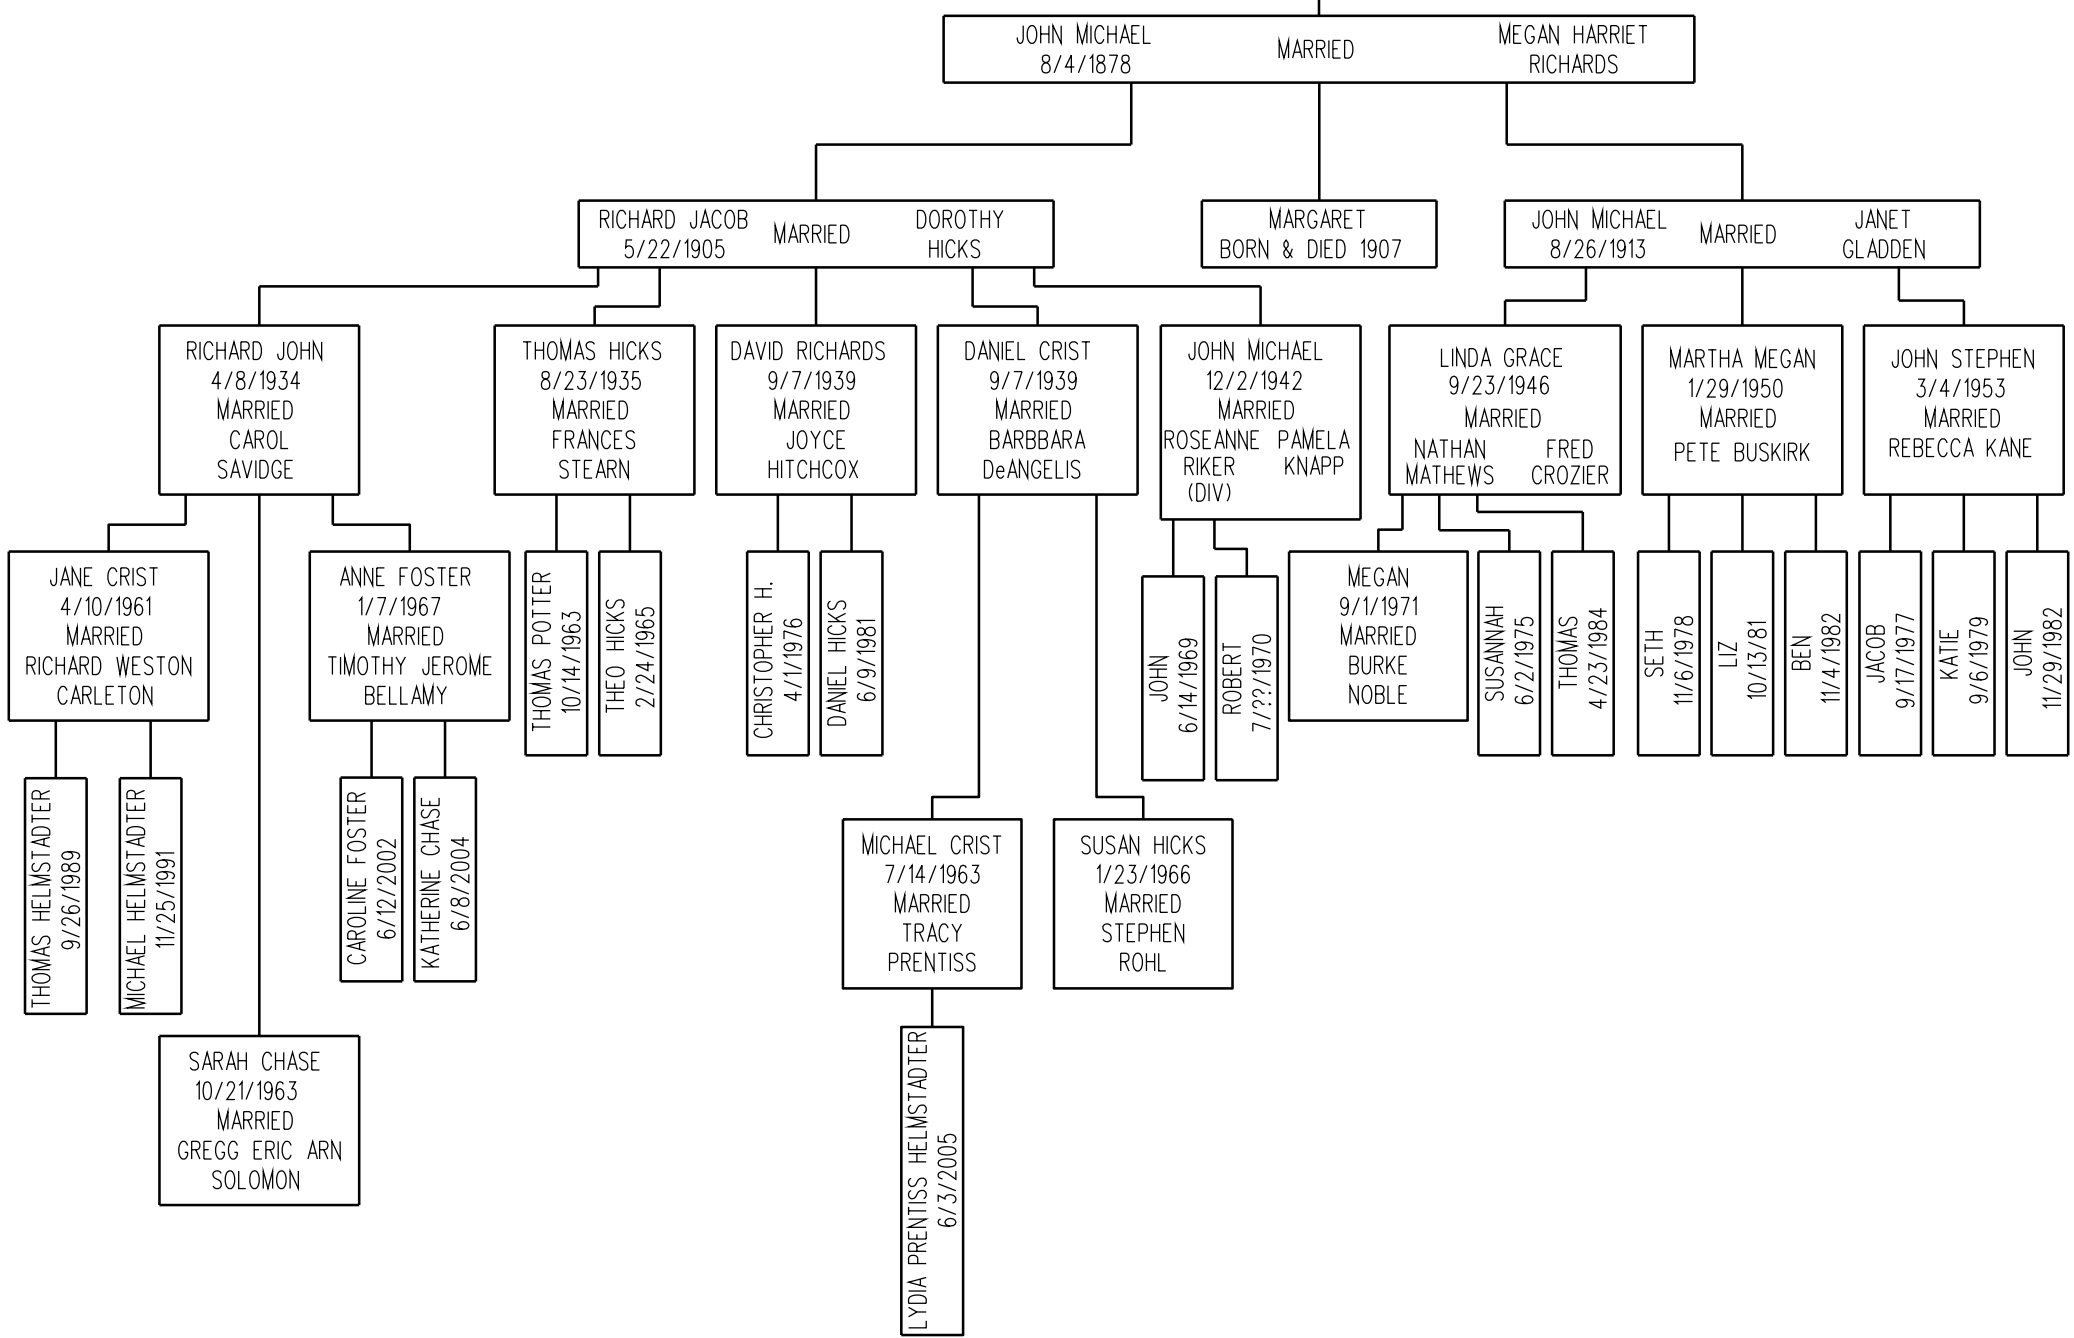 JOHN MICHAEL
8/4/1878
MARRIED
MEGAN HARRIET
RICHARDS
RICHARD JACOB
5/22/1905
MARRIED
DOROTHY
HICKS
MARGARET
BORN & DIED 1907
JOHN MICHAEL
8/26/1913
MARRIED
JANET
GLADDEN
RICHARD JOHN
4/8/1934
MARRIED
CAROL
SAVIDGE
THOMAS HICKS
8/23/1935
MARRIED
FRANCES
STEARN
DAVID RICHARDS
9/7/1939
MARRIED
JOYCE
HITCHCOX
DANIEL CRIST
9/7/1939
MARRIED
BARBBARA
DeANGELIS
JOHN MICHAEL
12/2/1942
MARRIED
ROSEANNE
RIKER
(DIV)
PAMELA
KNAPP
LINDA GRACE
9/23/1946
MARRIED
NATHAN
MATHEWS
FRED
CROZIER
MARTHA MEGAN
1/29/1950
MARRIED
PETE BUSKIRK
JOHN STEPHEN
3/4/1953
MARRIED
REBECCA KANE
JANE CRIST
4/10/1961
MARRIED
RICHARD WESTON
CARLETON
ANNE FOSTER
1/7/1967
MARRIED
TIMOTHY JEROME
BELLAMY
THOMAS POTTER
10/14/1963
THEO HICKS
2/24/1965
CHRISTOPHER H.
4/1/1976
DANIEL HICKS
6/9/1981
JOHN
6/14/1969
ROBERT
7/??/1970
MEGAN
9/1/1971
MARRIED
BURKE
NOBLE
SUSANNAH
6/2/1975
THOMAS
4/23/1984
SETH
11/6/1978
LIZ
10/13/81
BEN
11/4/1982
JACOB
9/17/1977
KATIE
9/6/1979
JOHN
11/29/1982
THOMAS HELMSTADTER
9/26/1989
MICHAEL HELMSTADTER
11/25/1991
CAROLINE FOSTER
6/12/2002
KATHERINE CHASE
6/8/2004
MICHAEL CRIST
7/14/1963
MARRIED
TRACY
PRENTISS
SUSAN HICKS
1/23/1966
MARRIED
STEPHEN
ROHL
SARAH CHASE
10/21/1963
MARRIED
GREGG ERIC ARN
SOLOMON
LYDIA PRENTISS HELMSTADTER
6/3/2005